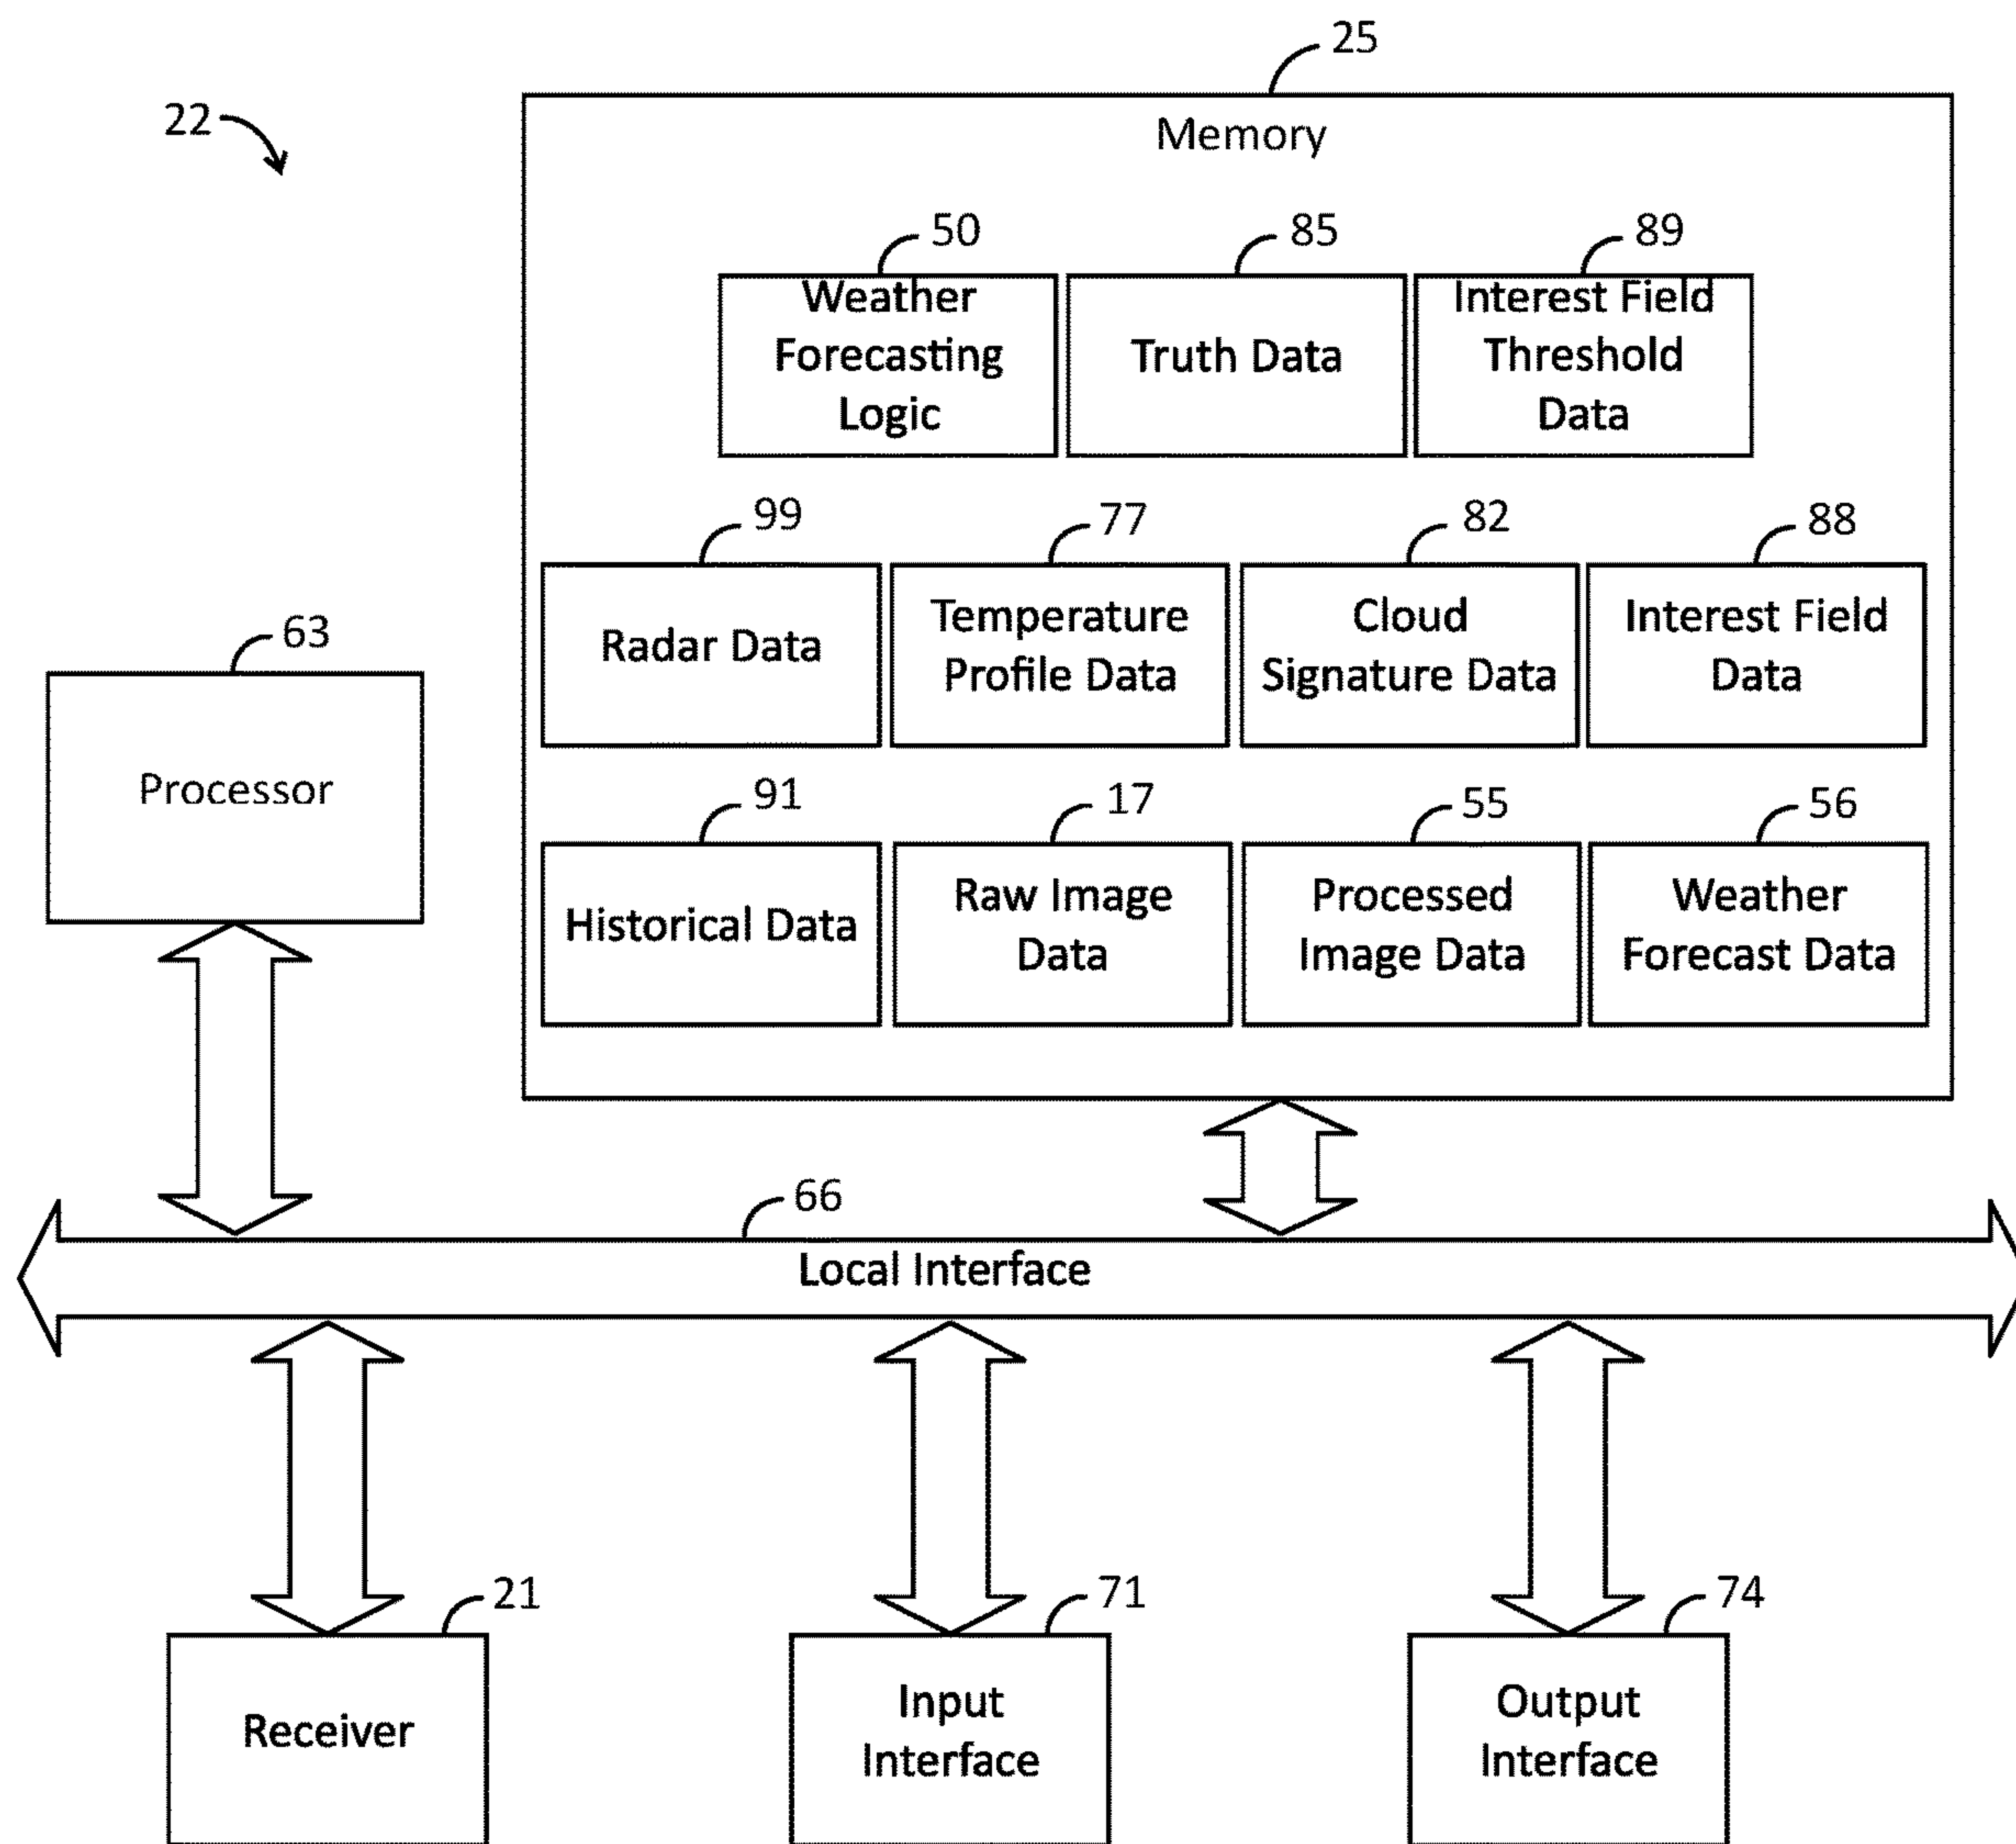 25
22
Memory
50
85
89
Weather
Forecasting
Logic
Truth Data
Interest Field
Threshold
Data
99
77
82
88
Radar Data
Temperature
Profile Data
Cloud
Signature Data
Interest Field
Data
63
Processor
91
17
55
56
Historical Data
Raw Image
Data
Processed
Image Data
Weather
Forecast Data
66
Local Interface
21
71
74
Receiver
Input
Interface
Output
Interface